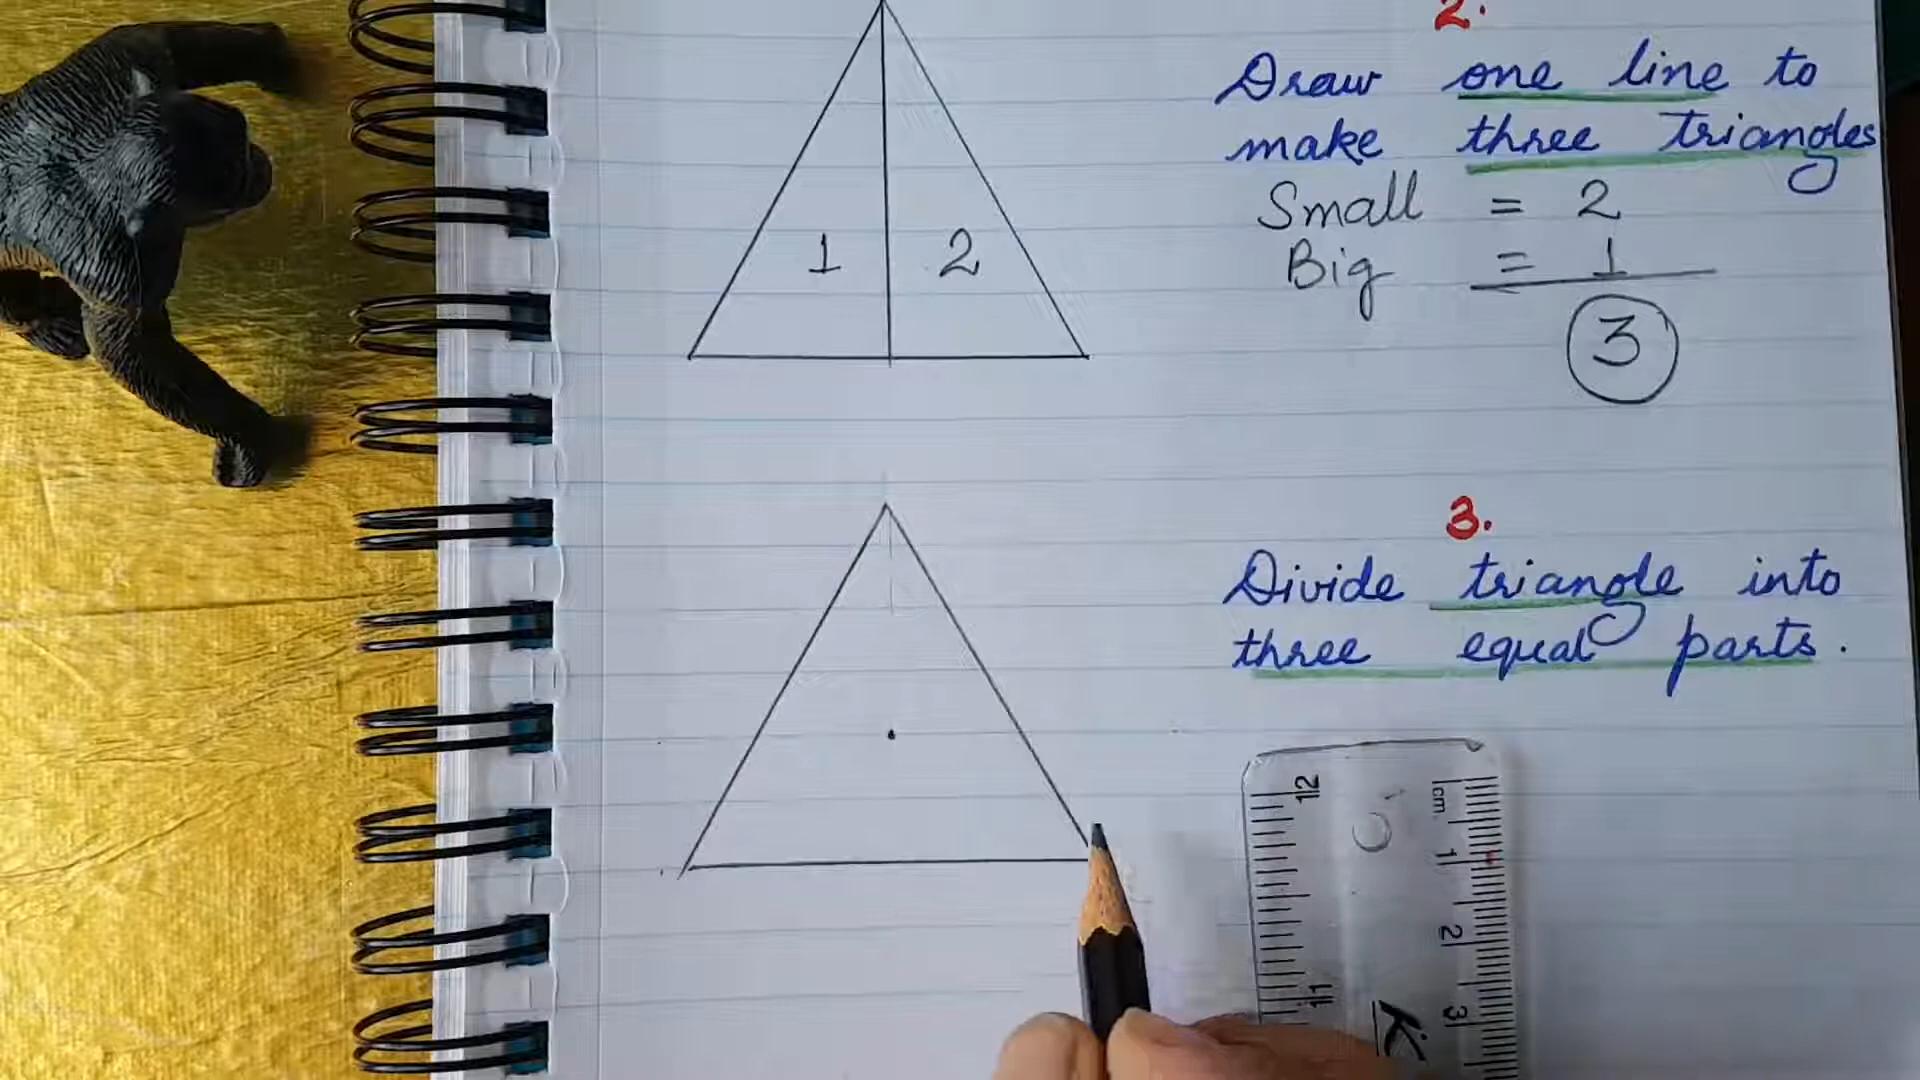 2.
Draw one line to
make three triangles
Small = 2
Big = 1
3
1 2
3.
Divide triangle into
three equal parts.
12
11
cm
1
2
3
K